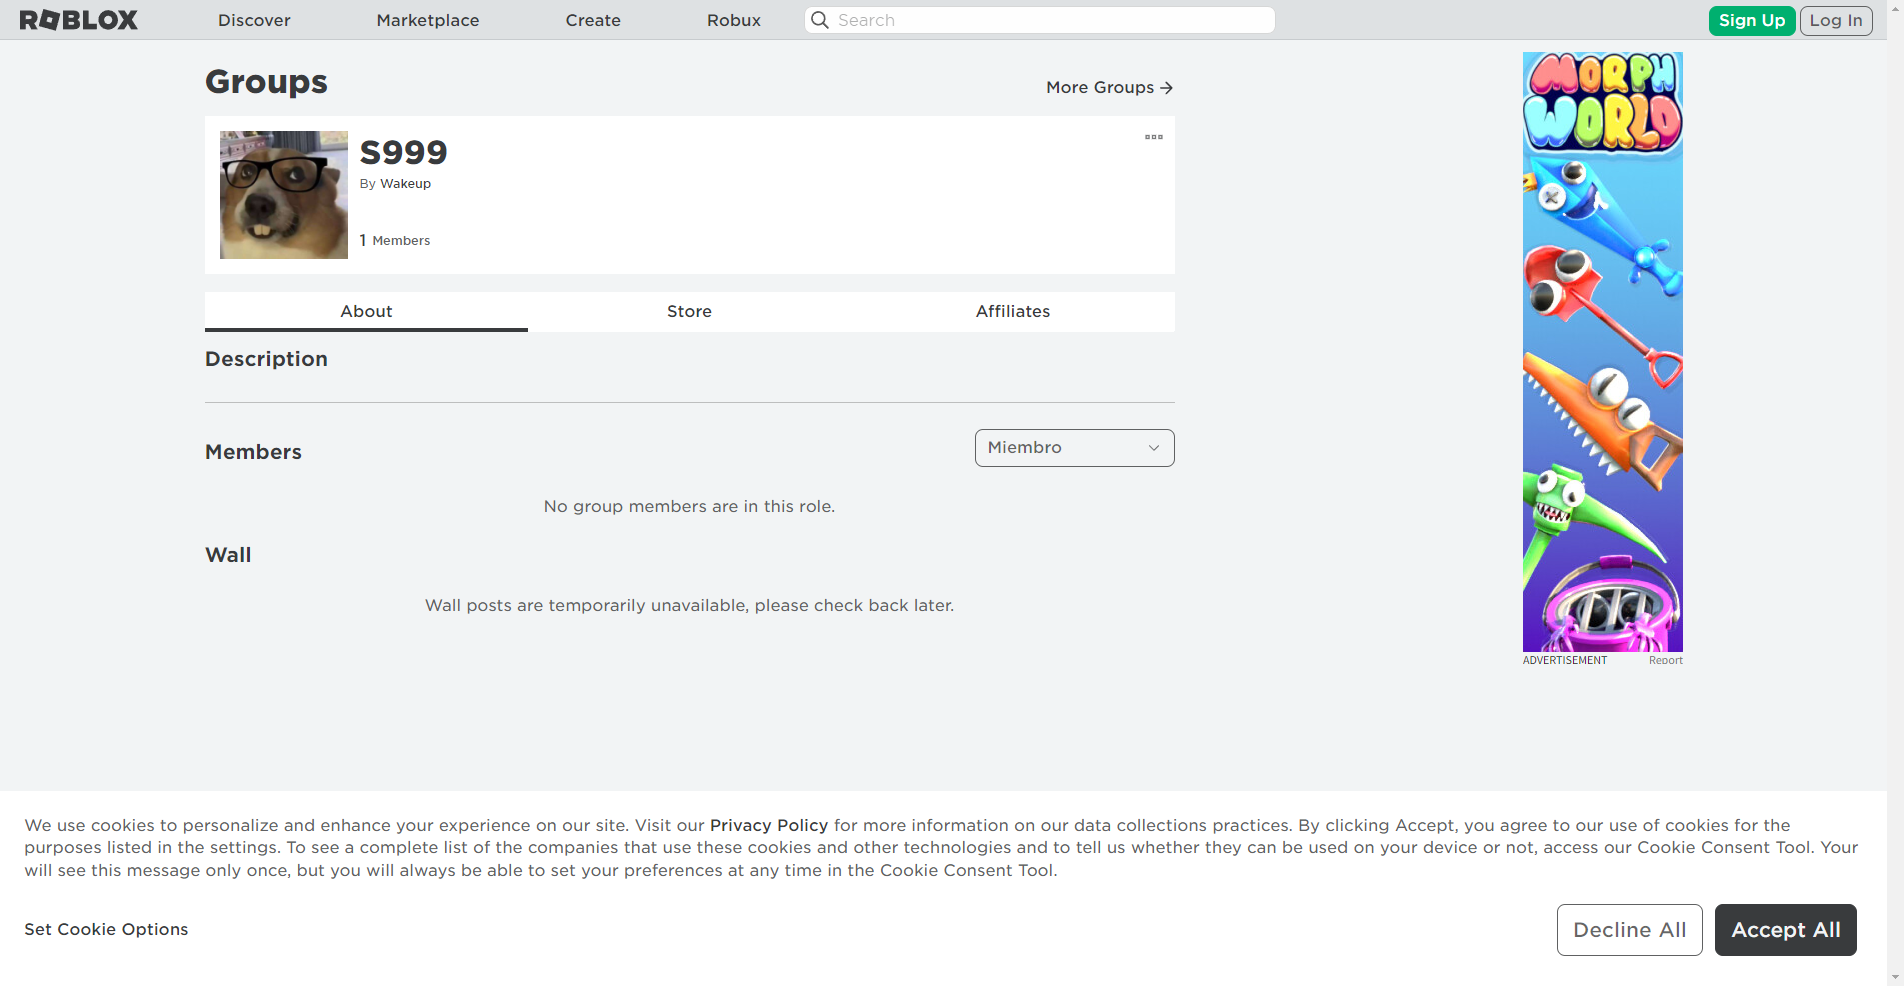 ROBLOX
Discover
Marketplace
Create
Robux
Search
Sign Up
Log In
Groups
More Groups
S999
By Wakeup
1 Members
About
Store
Affiliates
Description
Members
Miembro
No group members are in this role.
Wall
Wall posts are temporarily unavailable, please check back later.
MORPH
WORLD
ADVERTISEMENT
Report
We use cookies to personalize and enhance your experience on our site. Visit our Privacy Policy for more information on our data collections practices. By clicking Accept, you agree to our use of cookies for the
purposes listed in the settings. To see a complete list of the companies that use these cookies and other technologies and to tell us whether they can be used on your device or not, access our Cookie Consent Tool. Your
will see this message only once, but you will always be able to set your preferences at any time in the Cookie Consent Tool.
Set Cookie Options
Decline All
Accept All